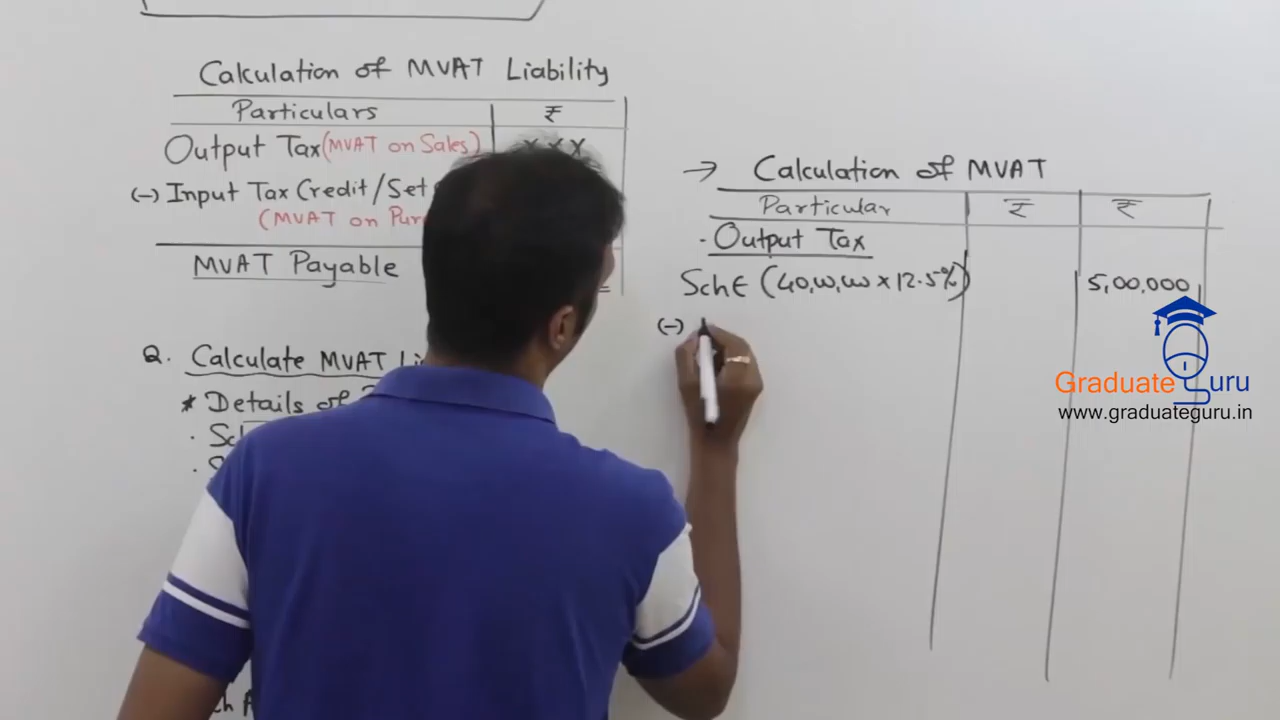 Calculation of MVAT Liability
Particulars ₹
Output Tax (MVAT on Sales) XXX
(-) Input Tax Credit/Set
(MVAT on Pur
MVAT Payable
Q. Calculate MVAT Li
* Details of
· Sc
→ Calculation of MVAT
Particular ₹ ₹
· Output Tax
Sch E (40,00,000 x 12.5%) 5,00,000
(-)
Graduate Guru
www.graduateguru.in